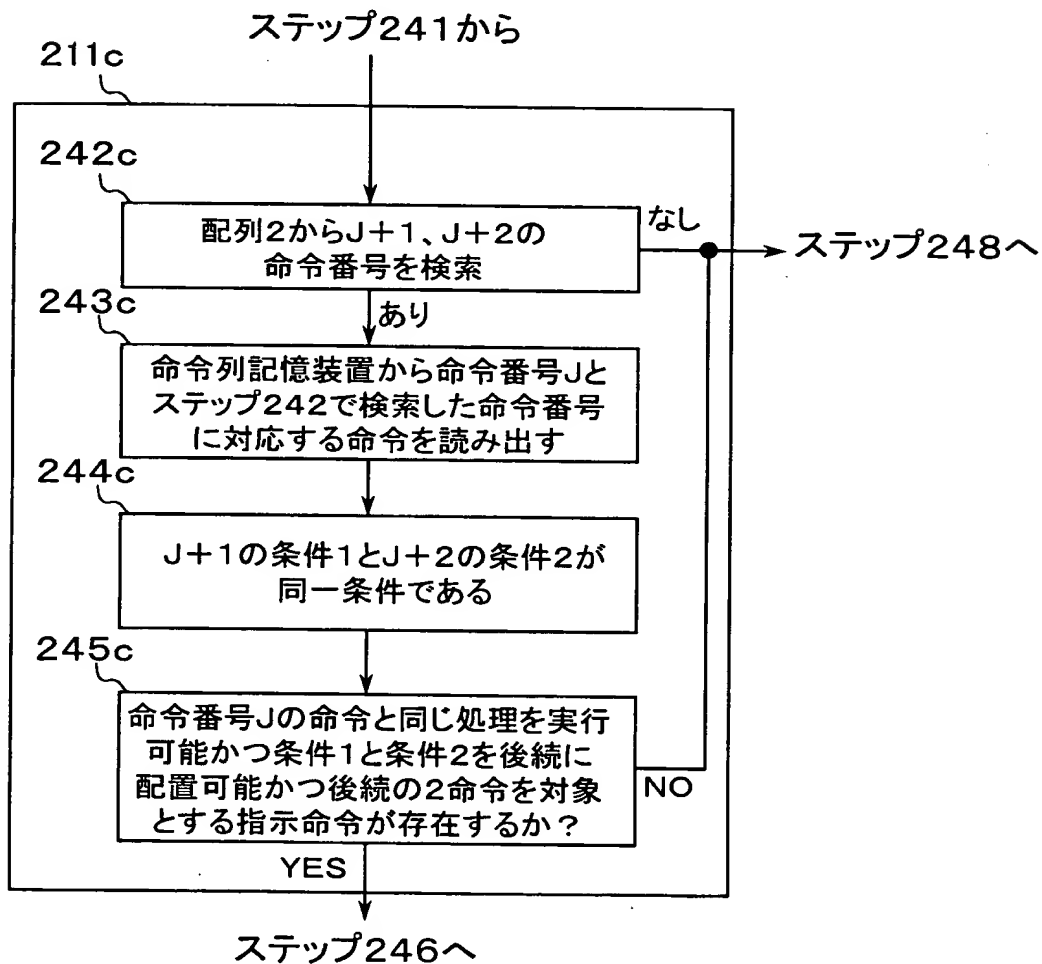 ステップ241から
211c
242c
配列2からJ+1、J+2の
命令番号を検索
なし
ステップ248へ
あり
243c
命令列記憶装置から命令番号Jと
ステップ242で検索した命令番号
に対応する命令を読み出す
244c
J+1の条件1とJ+2の条件2が
同一条件である
245c
命令番号Jの命令と同じ処理を実行
可能かつ条件1と条件2を後続に
配置可能かつ後続の2命令を対象
とする指示命令が存在するか?
NO
YES
ステップ246へ